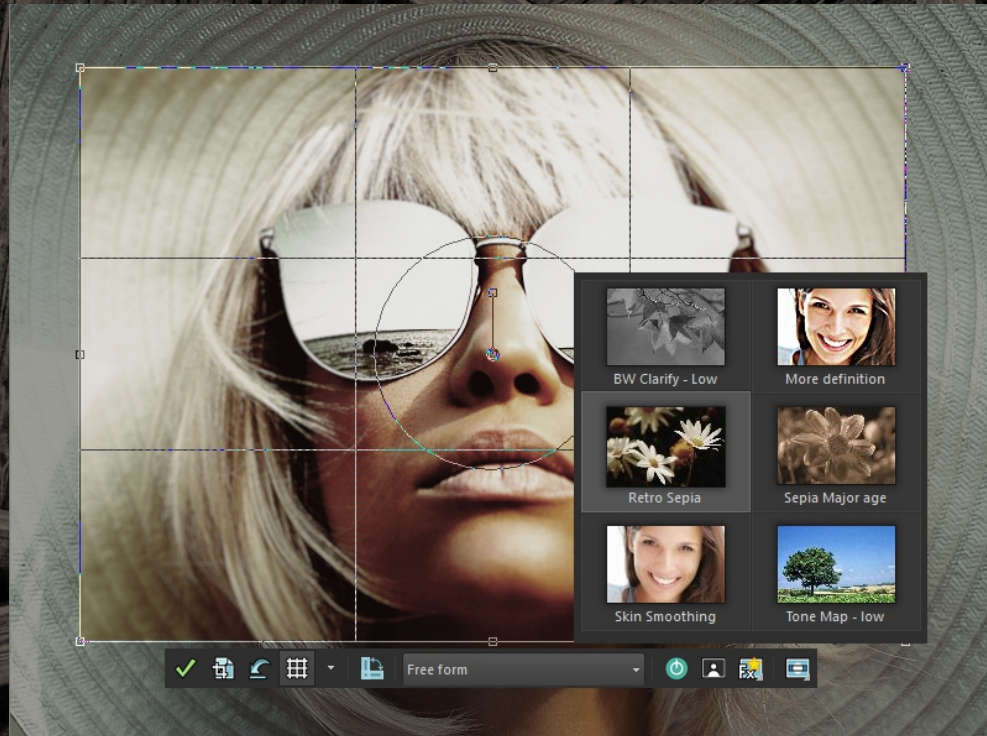 BW Clarify - Low
More definition
Retro Sepia
Sepia Major age
Skin Smoothing
Tone Map - low
Free form